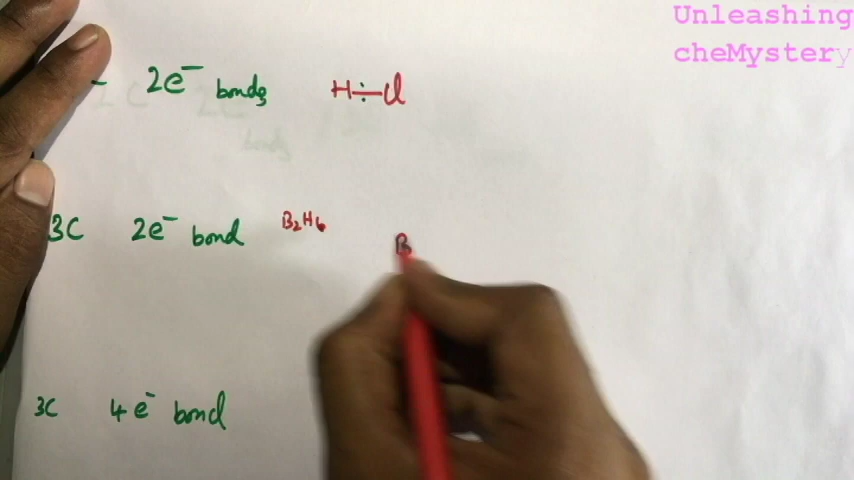 Unleashing
cheMystery
- 2e⁻ bonds H÷Cl
3C 2e⁻ bond B₂H₆ B
3C 4e⁻ bond